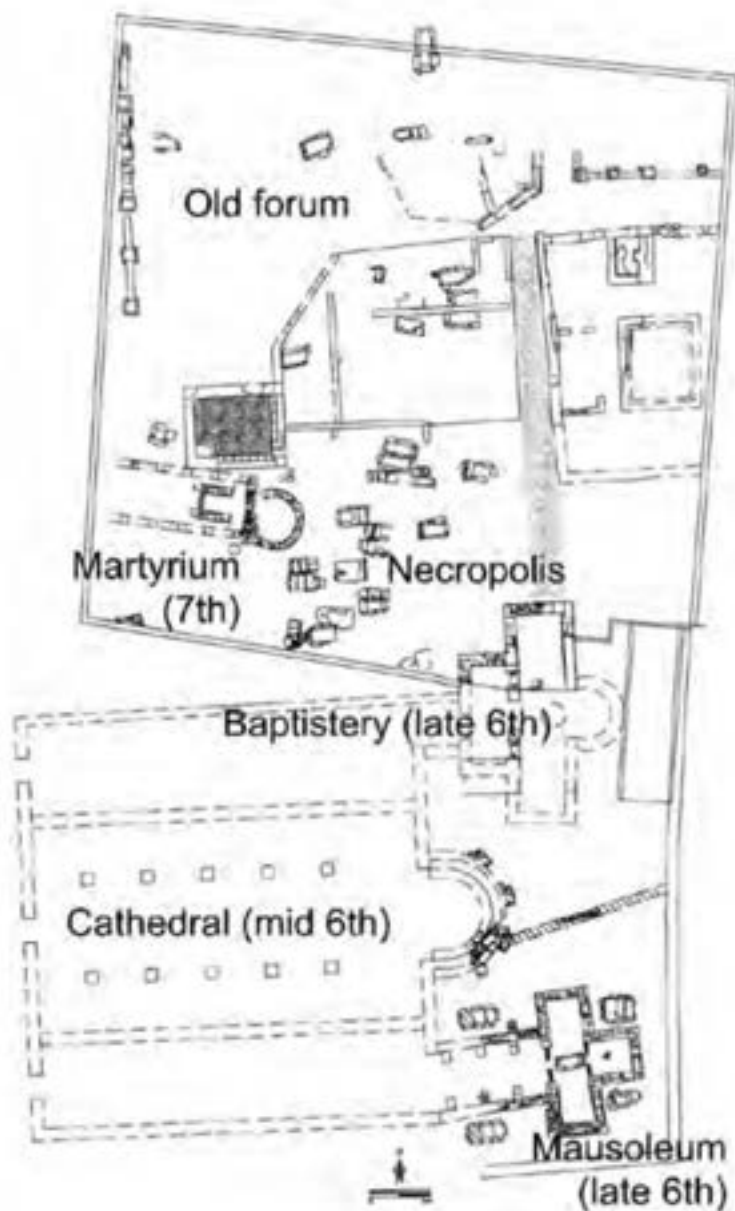 Old forum
Martyrium
(7th)
Necropolis
Baptistery (late 6th)
Cathedral (mid 6th)
Mausoleum
(late 6th)